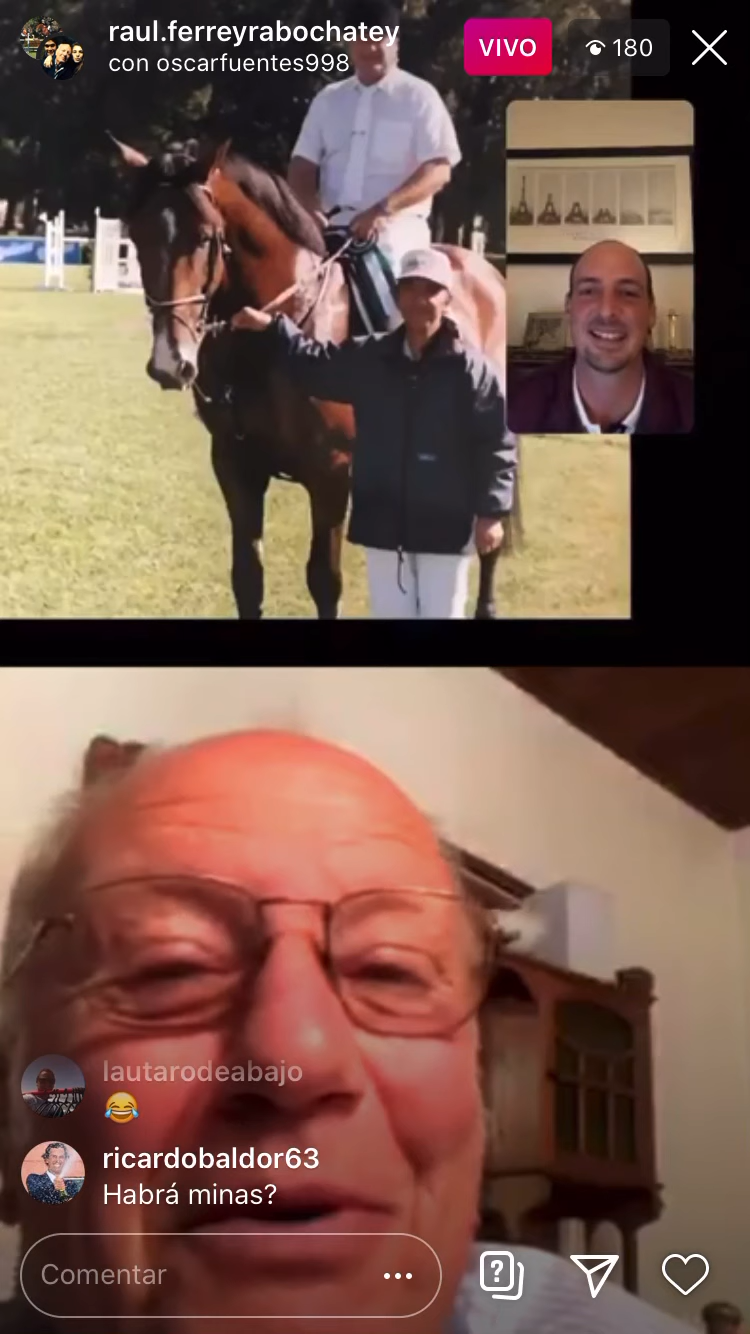 raul.ferreyrabochatey
con oscarfuentes998
VIVO
180
lautarodeabajo
😂
ricardobaldor63
Habrá minas?
Comentar